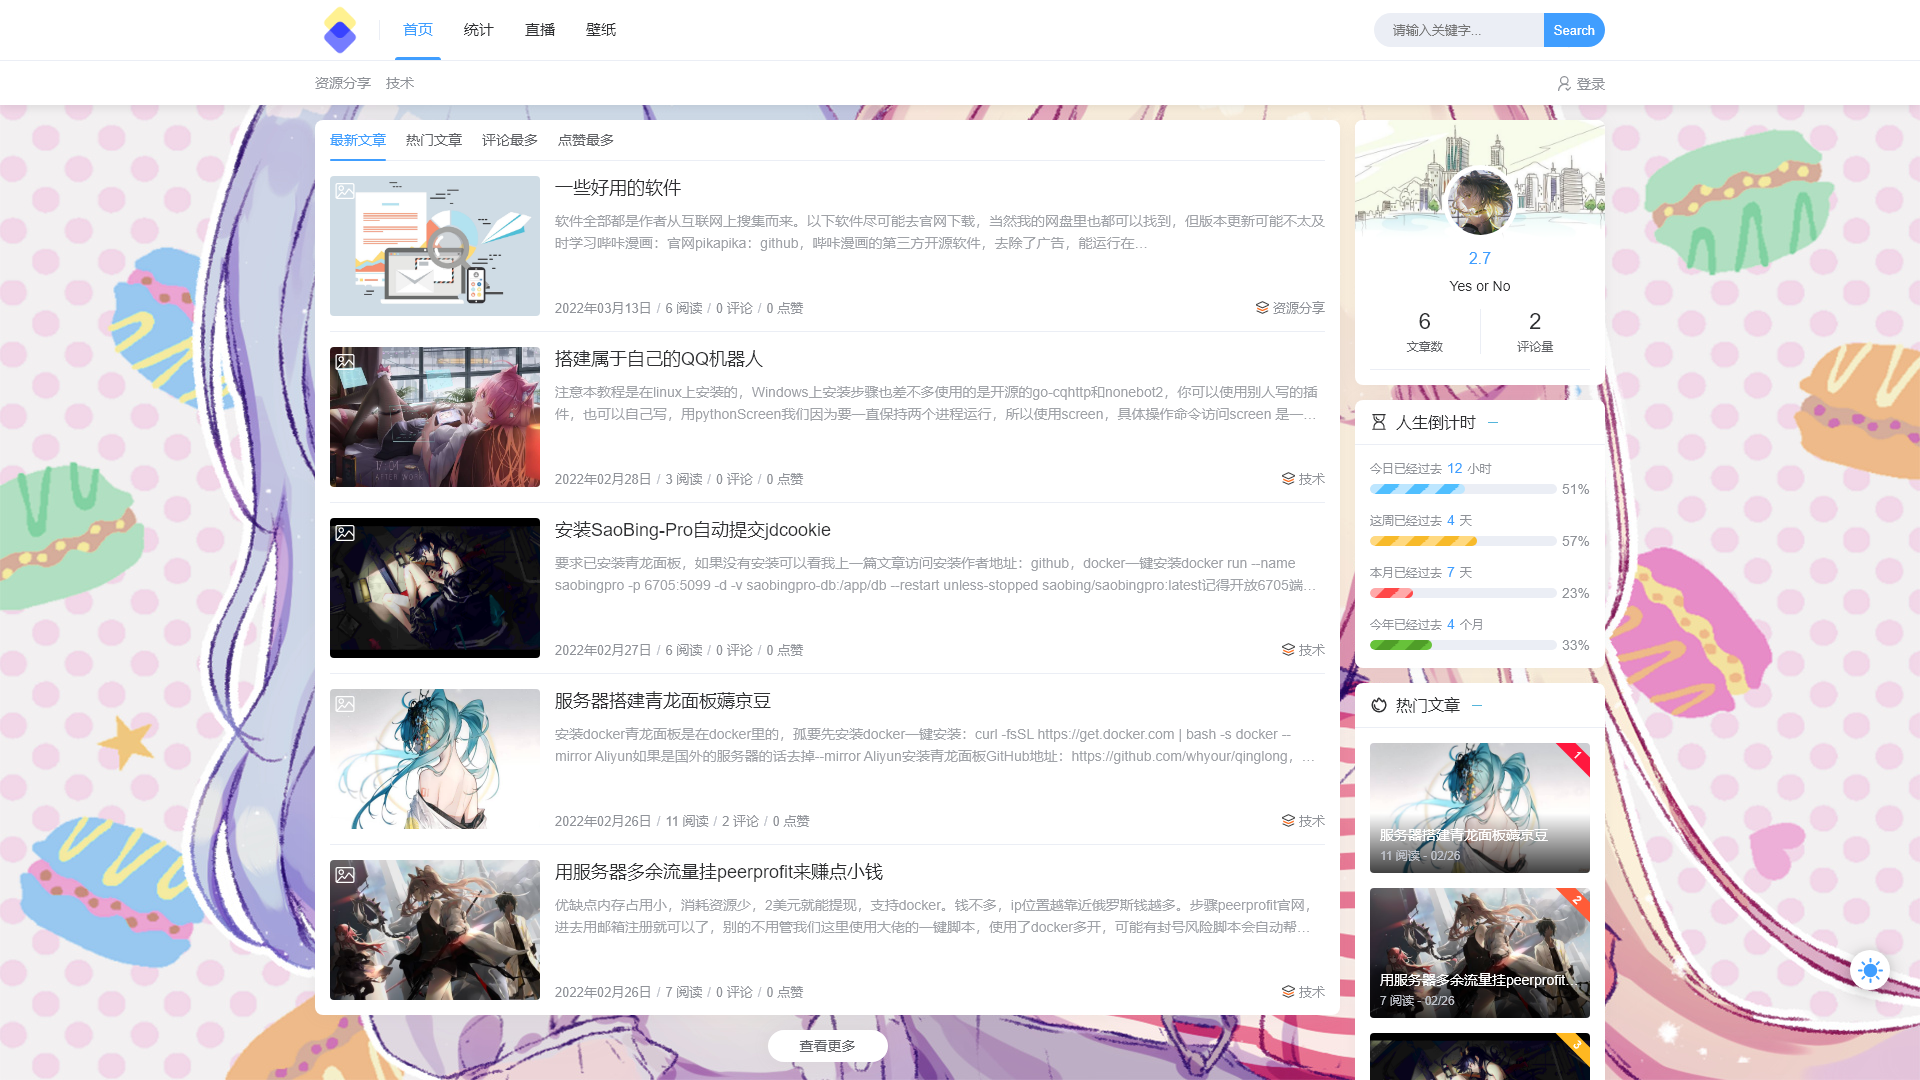 首页 统计 直播 壁纸 请输入关键字... Search
资源分享 技术 登录
最新文章 热门文章 评论最多 点赞最多
一些好用的软件
软件全部都是作者从互联网上搜集而来。以下软件尽可能去官网下载，当然我的网盘里也都可以找到，但版本更新可能不太及
时学习哔咔漫画：官网pikapika：github，哔咔漫画的第三方开源软件，去除了广告，能运行在…
2022年03月13日 / 6 阅读 / 0 评论 / 0 点赞 资源分享
搭建属于自己的QQ机器人
注意本教程是在linux上安装的，Windows上安装步骤也差不多使用的是开源的go-cqhttp和nonebot2，你可以使用别人写的插
件，也可以自己写，用pythonScreen我们因为要一直保持两个进程运行，所以使用screen，具体操作命令访问screen 是一…
17:04
AFTER WORK
2022年02月28日 / 3 阅读 / 0 评论 / 0 点赞 技术
安装SaoBing-Pro自动提交jdcookie
要求已安装青龙面板，如果没有安装可以看我上一篇文章访问安装作者地址：github，docker一键安装docker run --name
saobingpro -p 6705:5099 -d -v saobingpro-db:/app/db --restart unless-stopped saobing/saobingpro:latest记得开放6705端…
2022年02月27日 / 6 阅读 / 0 评论 / 0 点赞 技术
服务器搭建青龙面板薅京豆
安装docker青龙面板是在docker里的，孤要先安装docker一键安装：curl -fsSL https://get.docker.com | bash -s docker --
mirror Aliyun如果是国外的服务器的话去掉--mirror Aliyun安装青龙面板GitHub地址：https://github.com/whyour/qinglong，…
2022年02月26日 / 11 阅读 / 2 评论 / 0 点赞 技术
用服务器多余流量挂peerprofit来赚点小钱
优缺点内存占用小，消耗资源少，2美元就能提现，支持docker。钱不多，ip位置越靠近俄罗斯钱越多。步骤peerprofit官网，
进去用邮箱注册就可以了，别的不用管我们这里使用大佬的一键脚本，使用了docker多开，可能有封号风险脚本会自动帮…
2022年02月26日 / 7 阅读 / 0 评论 / 0 点赞 技术
查看更多
2.7
Yes or No
6 2
文章数 评论量
人生倒计时
今日已经过去 12 小时
51%
这周已经过去 4 天
57%
本月已经过去 7 天
23%
今年已经过去 4 个月
33%
热门文章
1
服务器搭建青龙面板薅京豆
11 阅读 - 02/26
2
用服务器多余流量挂peerprofit…
7 阅读 - 02/26
3